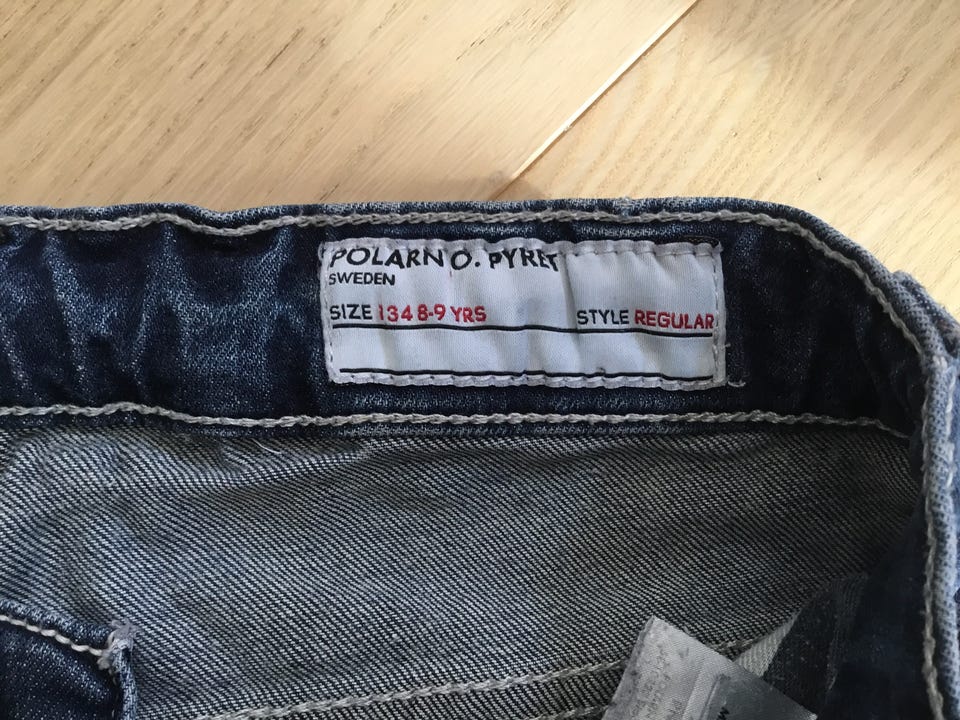 POLARN O. PYRET
SWEDEN
SIZE 134 8-9 YRS STYLE REGULAR